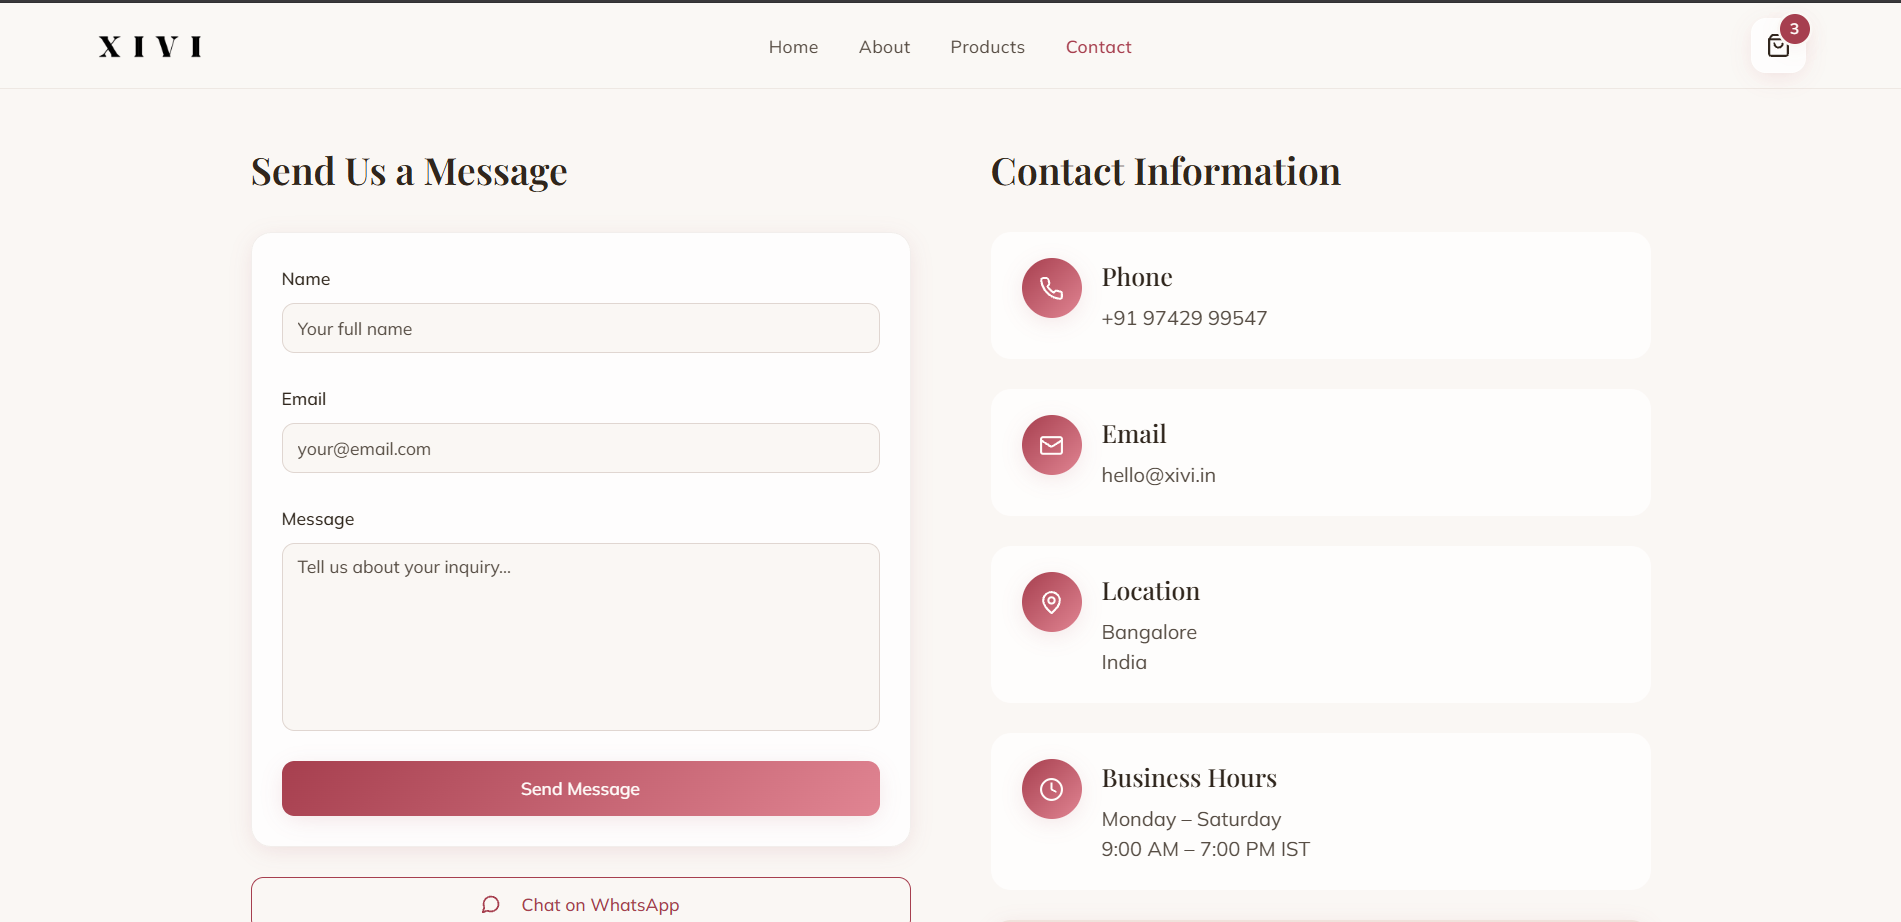 XIVI
Home
About
Products
Contact
3
Send Us a Message
Name
Your full name
Email
your@email.com
Message
Tell us about your inquiry...
Send Message
Chat on WhatsApp
Contact Information
Phone
+91 97429 99547
Email
hello@xivi.in
Location
Bangalore
India
Business Hours
Monday – Saturday
9:00 AM – 7:00 PM IST